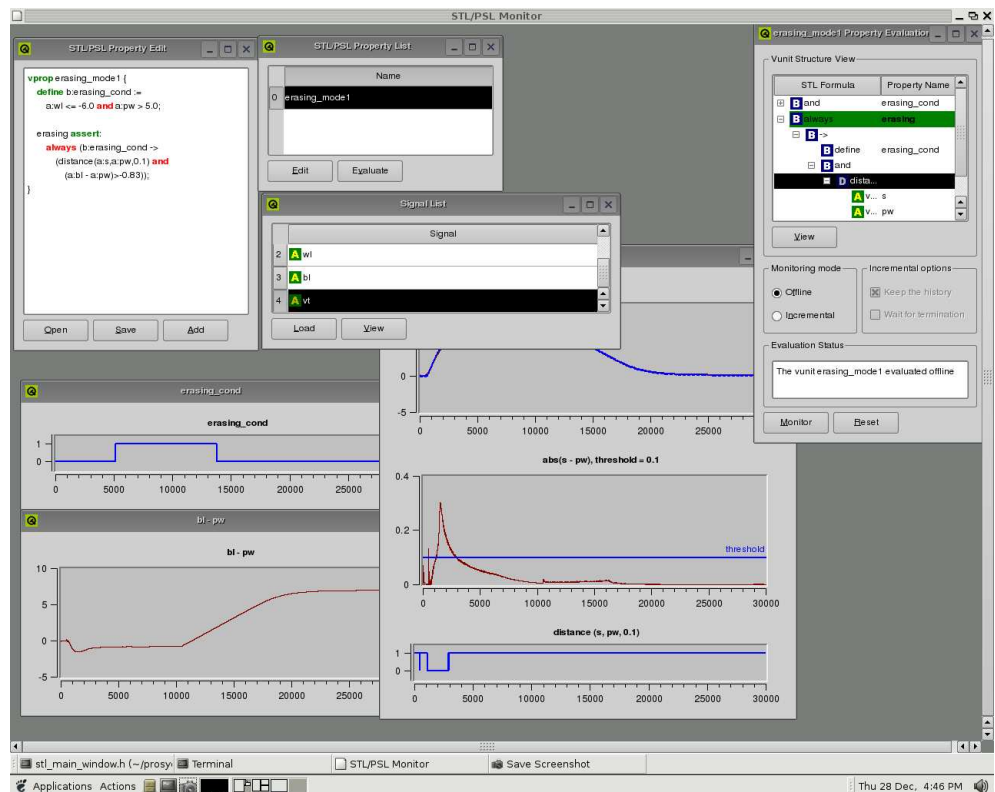 STL/PSL Monitor
STL/PSL Property Edit
vprop erasing_mode1 {
define b:erasing_cond :=
a:wl <= -6.0 and a:pw > 5.0;
erasing assert:
always (b:erasing_cond ->
(distance(a:s,a:pw,0.1) and
(a:bl - a:pw)>-0.83));
}
Open Save Add
STL/PSL Property List
Name
0 erasing_mode1
Edit Evaluate
Signal List
Signal
2 A wl
3 A bl
4 A vt
Load View
erasing_mode1 Property Evaluation
Vunit Structure View
STL Formula Property Name
B and erasing_cond
B always erasing
B ->
B define erasing_cond
B and
D dista...
A v... s
A v... pw
View
Monitoring mode
Offline
Incremental
Incremental options
Keep the history
Wait for termination
Evaluation Status
The vunit erasing_mode1 evaluated offline
Monitor Reset
erasing_cond
erasing_cond
1
0
0 5000 10000 15000 20000 25000
bl - pw
bl - pw
10
5
0
-5
0 5000 10000 15000 20000 25000
0
-5
0 5000 10000 15000 20000 25000
abs(s - pw), threshold = 0.1
0.4
0.2
0
threshold
0 5000 10000 15000 20000 25000 30000
distance (s, pw, 0.1)
1
0
0 5000 10000 15000 20000 25000 30000
stl_main_window.h (~/prosy Terminal STL/PSL Monitor Save Screenshot
Applications Actions Thu 28 Dec, 4:46 PM